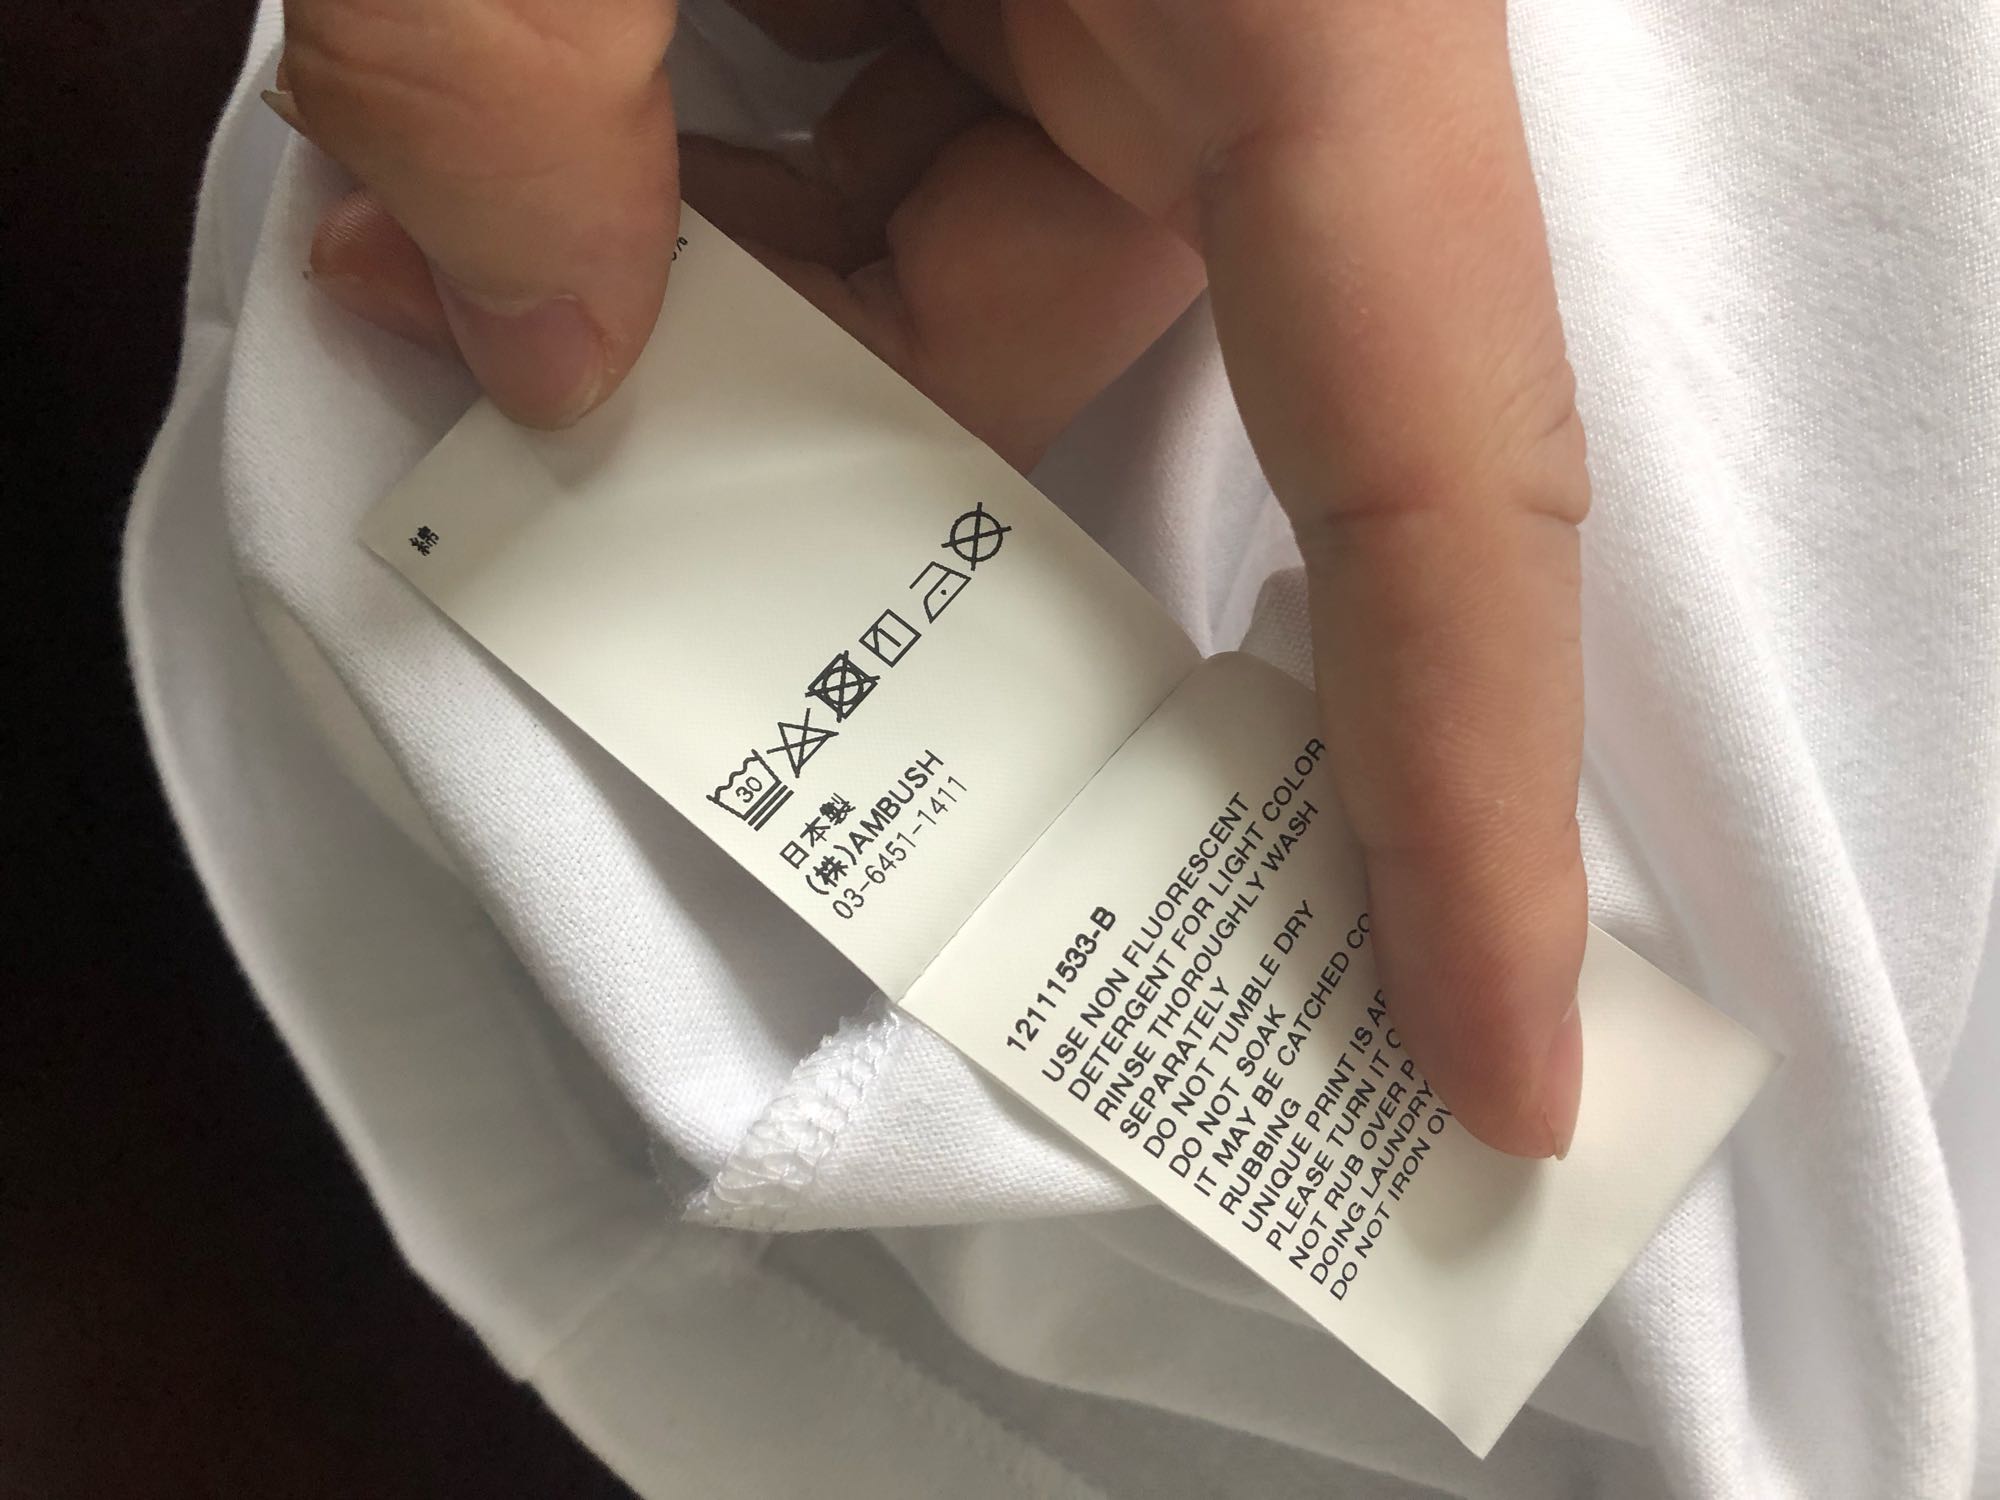 綿 %
30
日本製
(株)AMBUSH
03-6451-1411
12111533-B
USE NON FLUORESCENT
DETERGENT FOR LIGHT COLOR
RINSE THOROUGHLY WASH
SEPARATELY
DO NOT TUMBLE DRY
DO NOT SOAK
IT MAY BE CATCHED
RUBBING
UNIQUE PRINT IS
PLEASE TURN IT
NOT RUB OVER
DOING LAUNDRY
DO NOT IRON